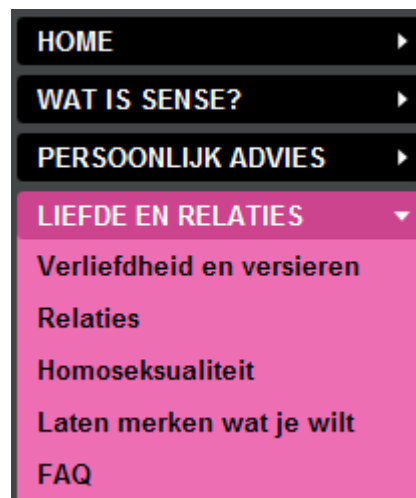 HOME
WAT IS SENSE?
PERSOONLIJK ADVIES
LIEFDE EN RELATIES
Verliefdheid en versieren
Relaties
Homoseksualiteit
Laten merken wat je wilt
FAQ